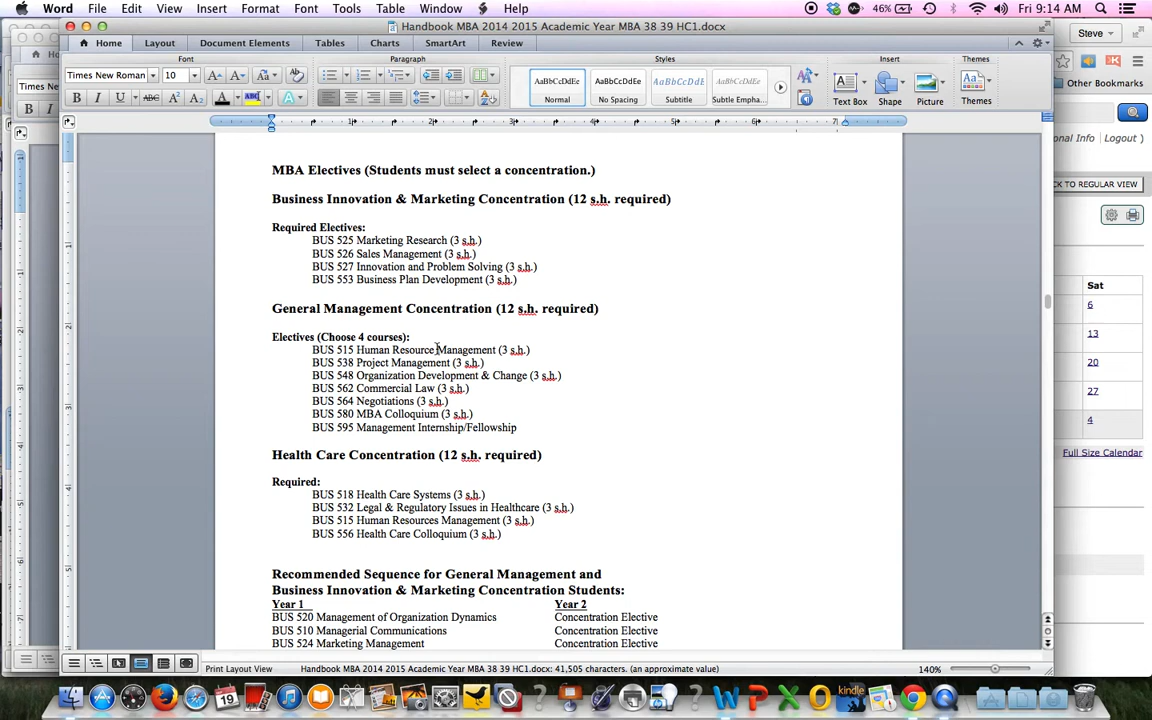 Word File Edit View Insert Format Font Tools Table Window Help 46% Fri 9:14 AM
Handbook MBA 2014 2015 Academic Year MBA 38 39 HC1.docx
Steve
Home Layout Document Elements Tables Charts SmartArt Review
Other Bookmarks
Font Paragraph Styles Insert Themes
Times New Roman 10
AaBbCcDdEe AaBbCcDdEe AaBbCcDdEe AaBbCcDdEe
Normal No Spacing Subtitle Subtle Empha...
Text Box Shape Picture Themes
onal Info Logout )
CK TO REGULAR VIEW
MBA Electives (Students must select a concentration.)
Business Innovation & Marketing Concentration (12 s.h. required)
Required Electives:
BUS 525 Marketing Research (3 s.h.)
BUS 526 Sales Management (3 s.h.)
BUS 527 Innovation and Problem Solving (3 s.h.)
BUS 553 Business Plan Development (3 s.h.)
General Management Concentration (12 s.h. required)
Electives (Choose 4 courses):
BUS 515 Human Resource Management (3 s.h.)
BUS 538 Project Management (3 s.h.)
BUS 548 Organization Development & Change (3 s.h.)
BUS 562 Commercial Law (3 s.h.)
BUS 564 Negotiations (3 s.h.)
BUS 580 MBA Colloquium (3 s.h.)
BUS 595 Management Internship/Fellowship
Health Care Concentration (12 s.h. required)
Required:
BUS 518 Health Care Systems (3 s.h.)
BUS 532 Legal & Regulatory Issues in Healthcare (3 s.h.)
BUS 515 Human Resources Management (3 s.h.)
BUS 556 Health Care Colloquium (3 s.h.)
Recommended Sequence for General Management and
Business Innovation & Marketing Concentration Students:
Year 1 Year 2
BUS 520 Management of Organization Dynamics Concentration Elective
BUS 510 Managerial Communications Concentration Elective
BUS 524 Marketing Management Concentration Elective
Sat
6
13
20
27
4
Full Size Calendar
Print Layout View Handbook MBA 2014 2015 Academic Year MBA 38 39 HC1.docx: 41,505 characters. (an approximate value) 140%